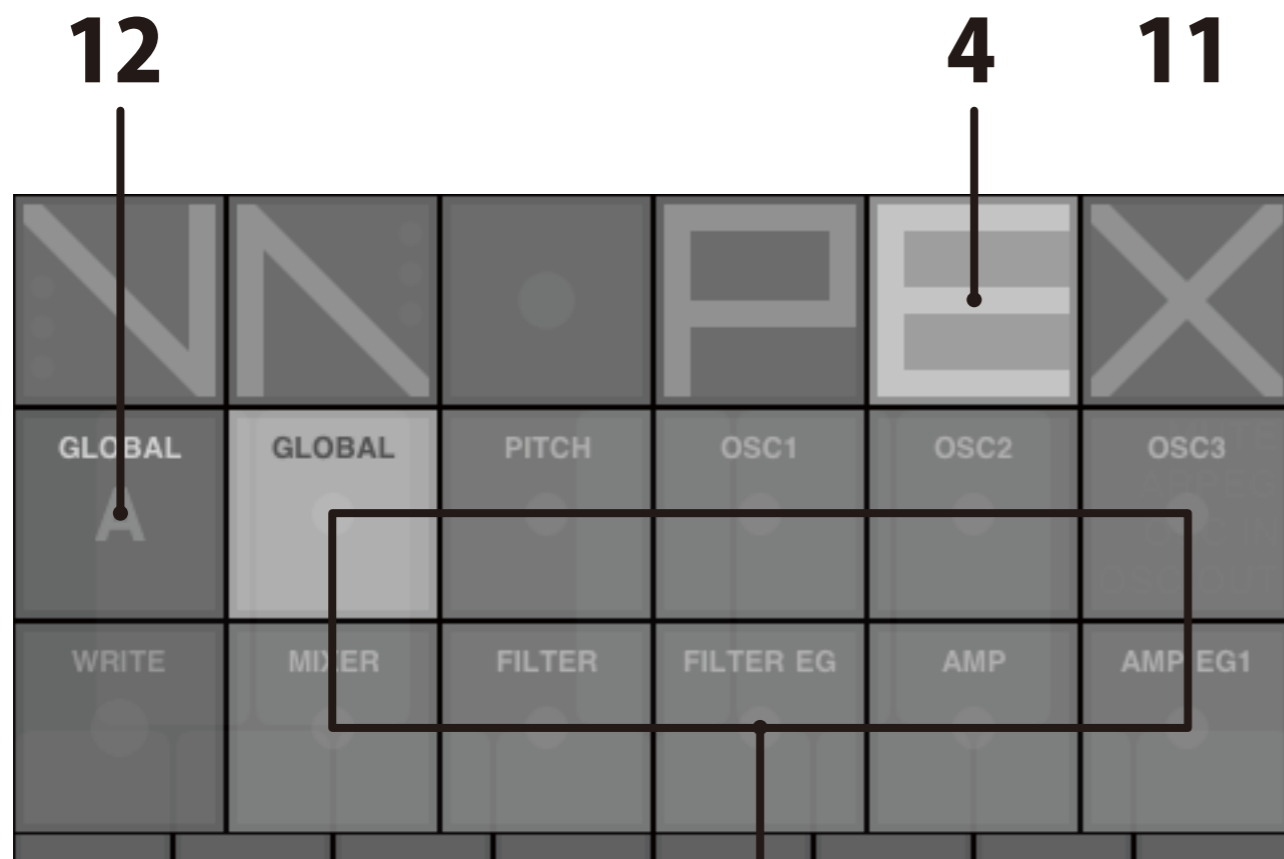 12 4 11
P E X
GLOBAL GLOBAL PITCH OSC1 OSC2 OSC3
A
WRITE MIXER FILTER FILTER EG AMP AMP EG1